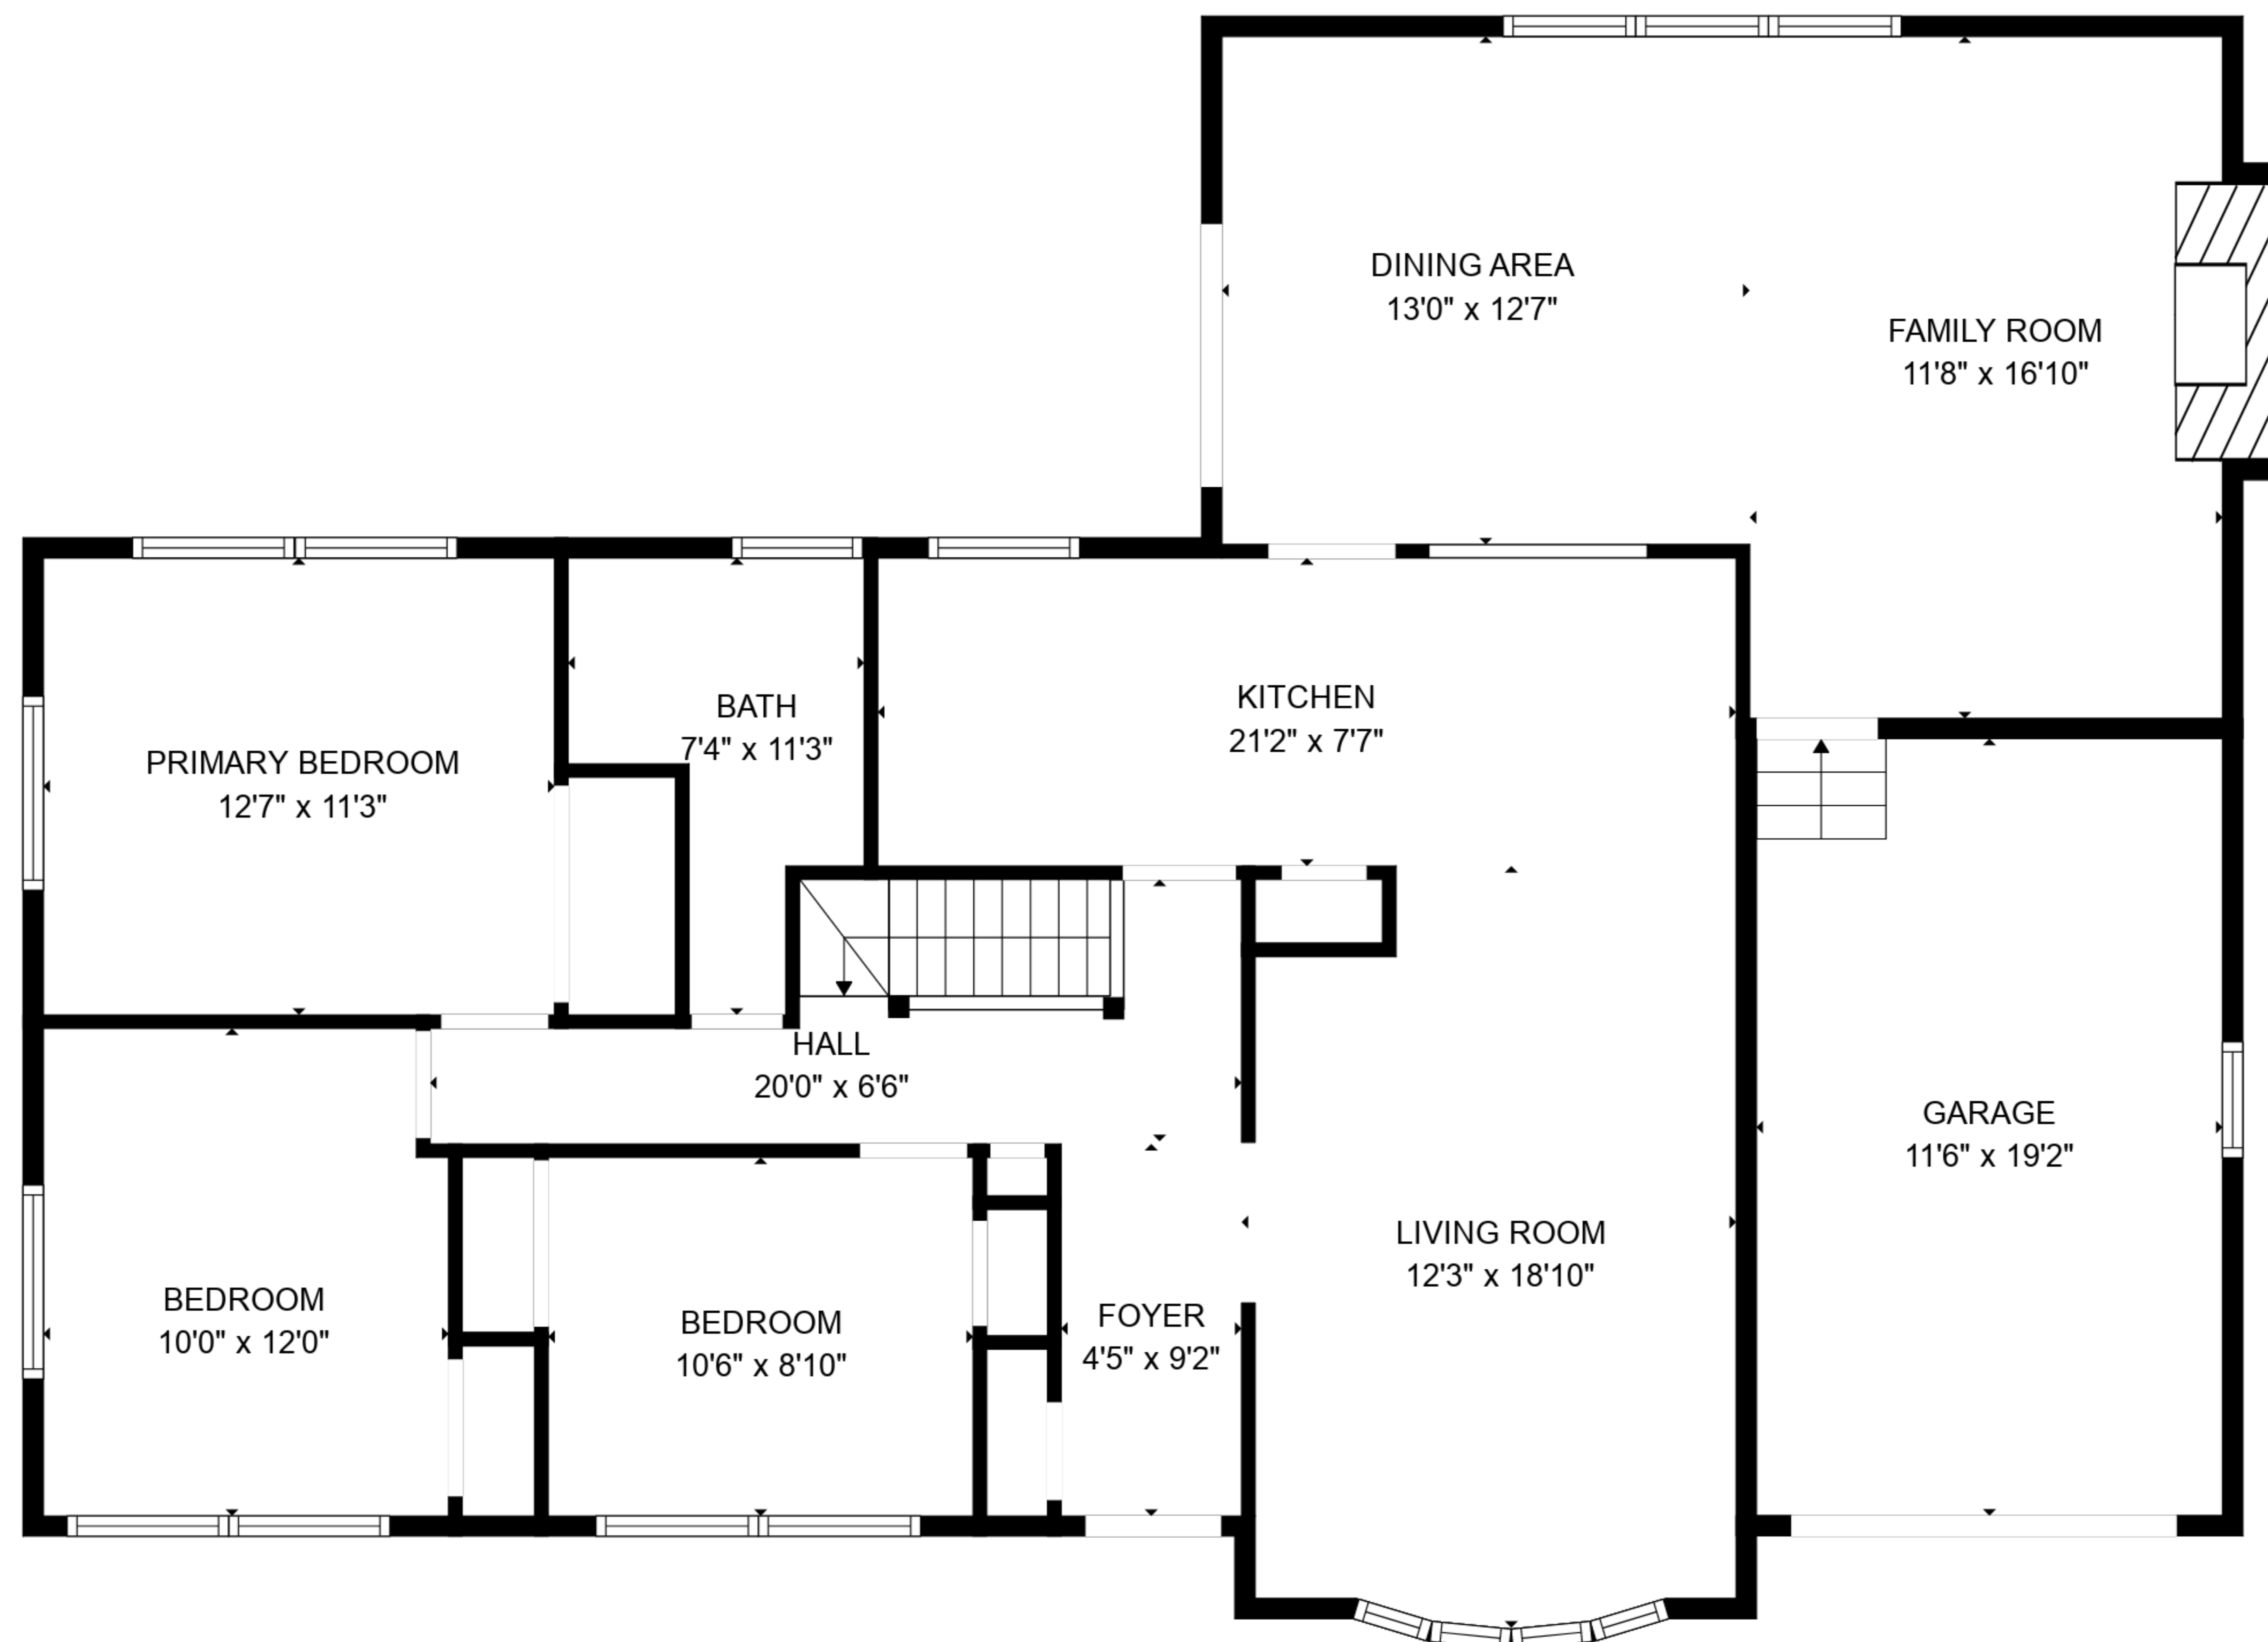 DINING AREA
13'0" x 12'7"
FAMILY ROOM
11'8" x 16'10"
PRIMARY BEDROOM
12'7" x 11'3"
BATH
7'4" x 11'3"
KITCHEN
21'2" x 7'7"
HALL
20'0" x 6'6"
GARAGE
11'6" x 19'2"
BEDROOM
10'0" x 12'0"
BEDROOM
10'6" x 8'10"
FOYER
4'5" x 9'2"
LIVING ROOM
12'3" x 18'10"